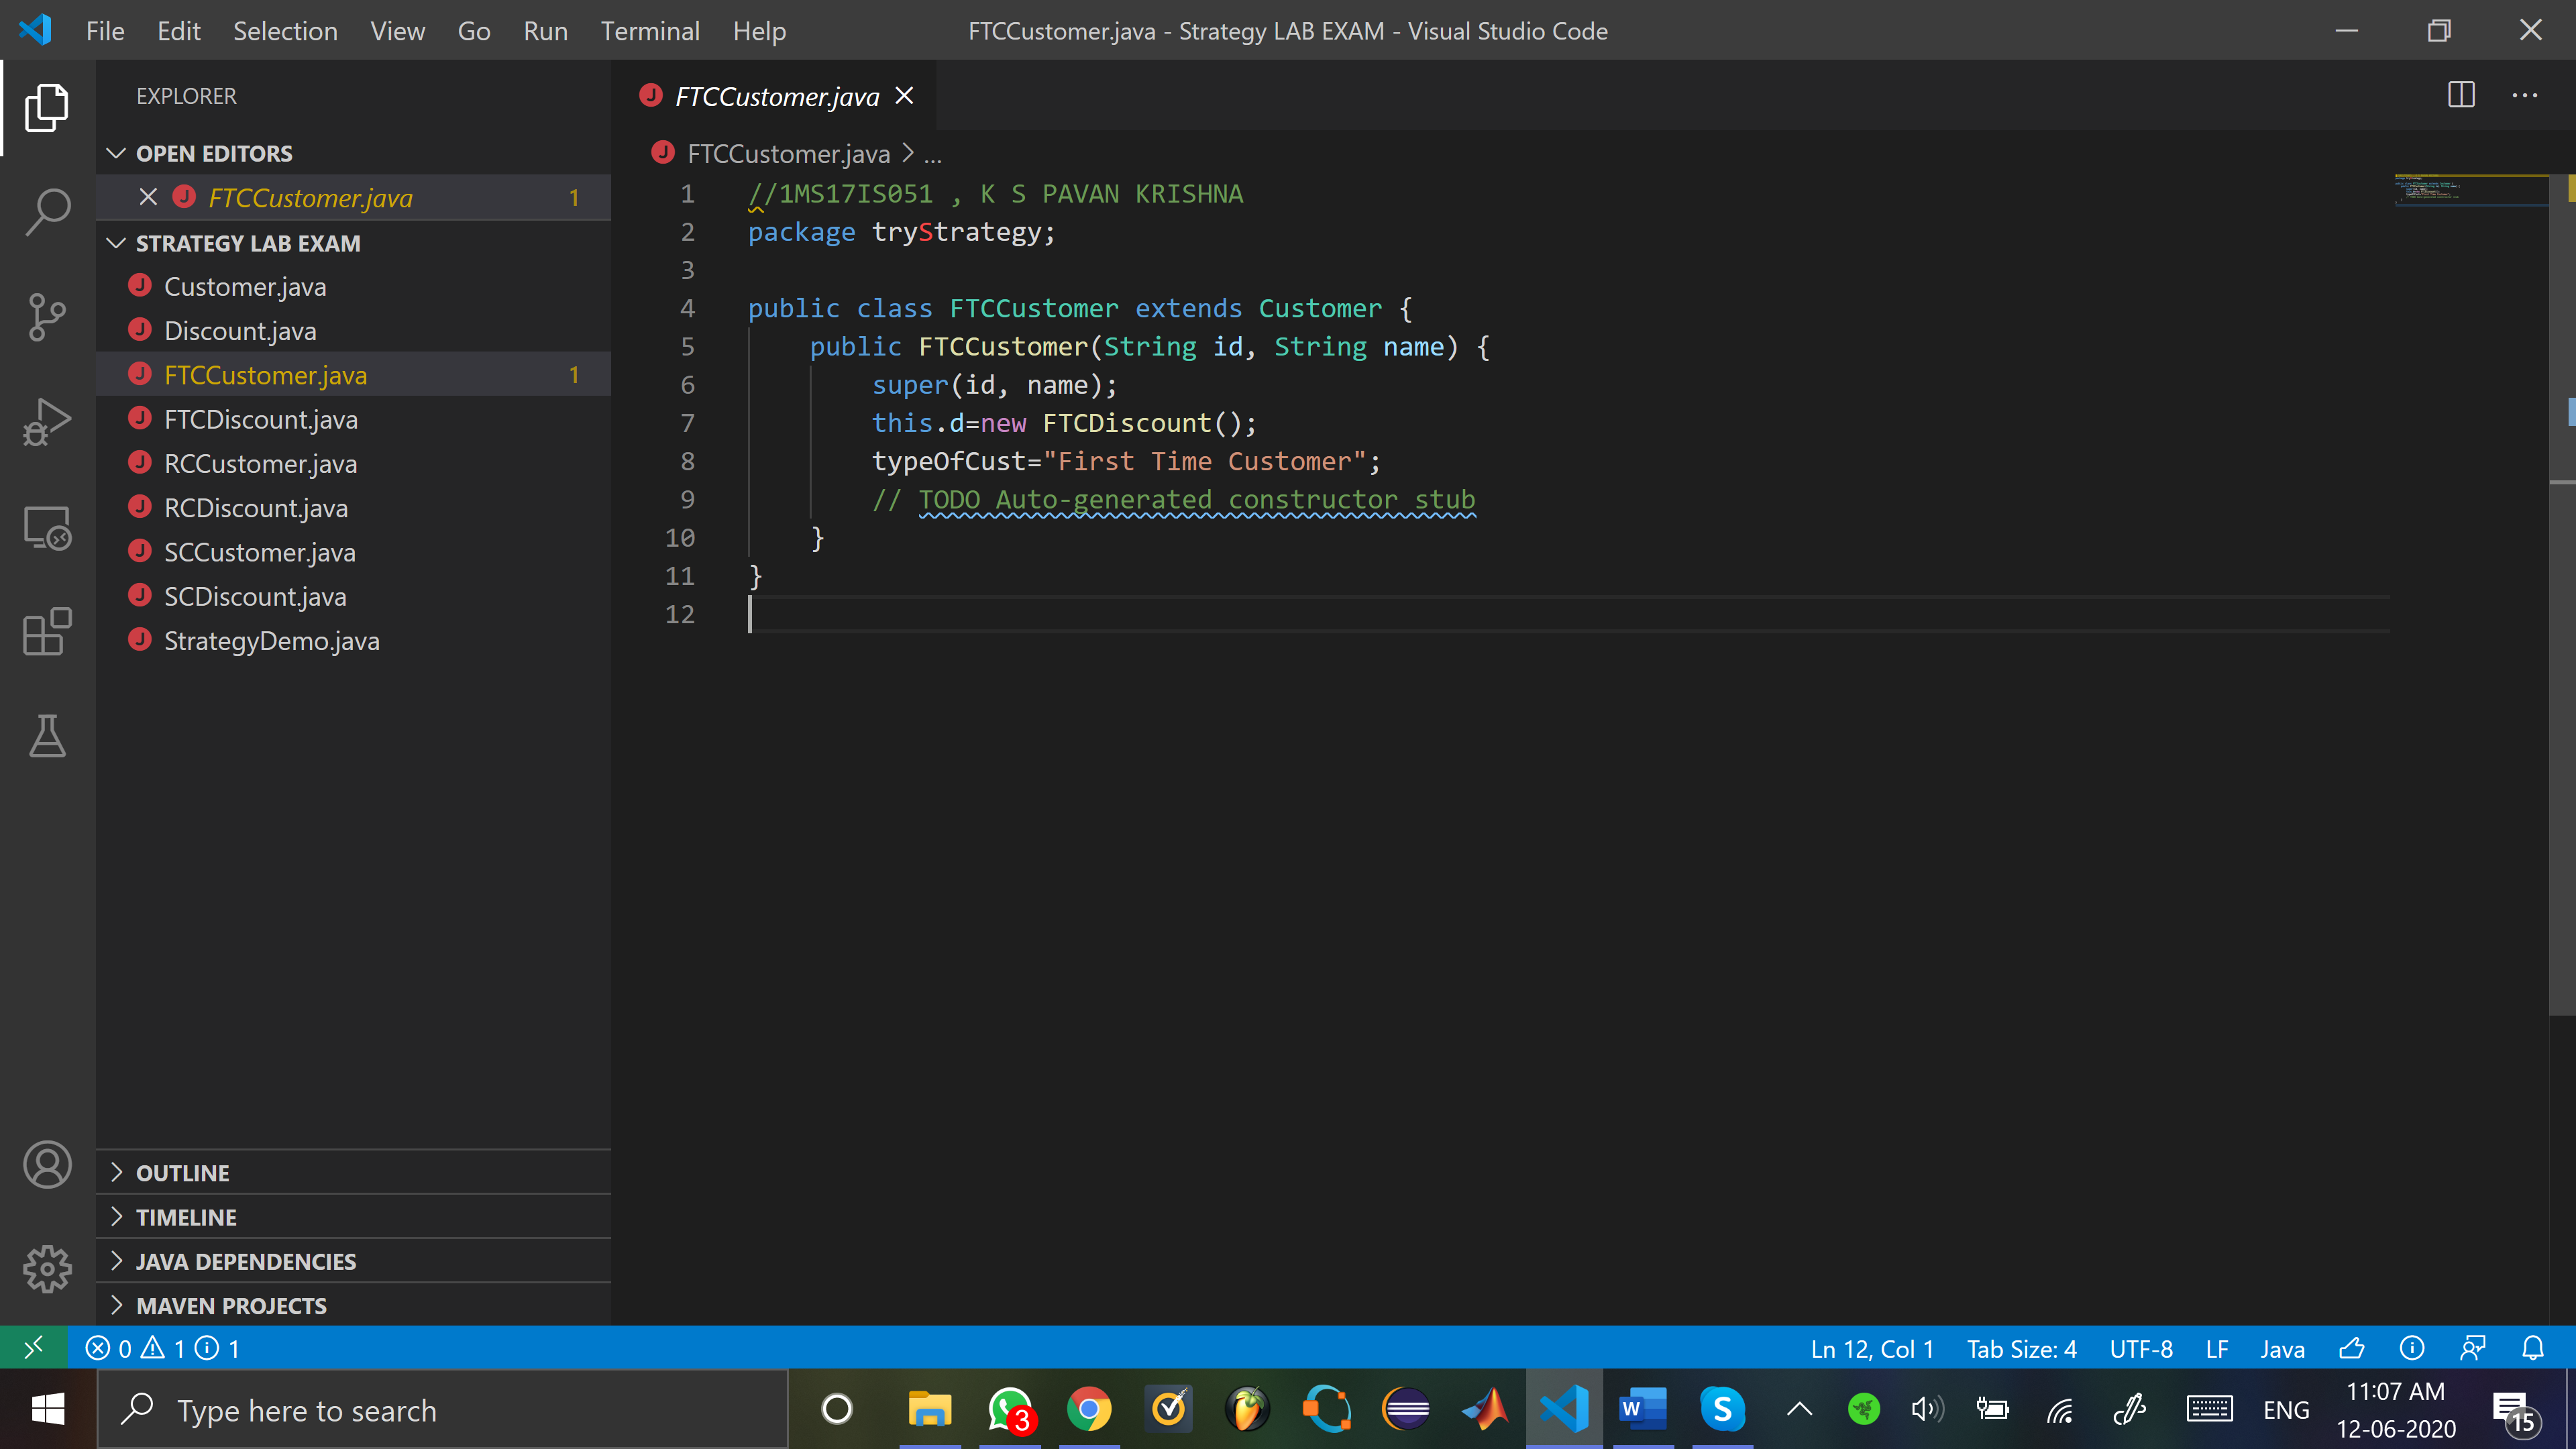 File Edit Selection View Go Run Terminal Help
FTCCustomer.java - Strategy LAB EXAM - Visual Studio Code
EXPLORER
OPEN EDITORS
FTCCustomer.java 1
STRATEGY LAB EXAM
Customer.java
Discount.java
FTCCustomer.java 1
FTCDiscount.java
RCCustomer.java
RCDiscount.java
SCCustomer.java
SCDiscount.java
StrategyDemo.java
OUTLINE
TIMELINE
JAVA DEPENDENCIES
MAVEN PROJECTS
FTCCustomer.java
FTCCustomer.java > ...
1 //1MS17IS051 , K S PAVAN KRISHNA
2 package tryStrategy;
3
4 public class FTCCustomer extends Customer {
5 public FTCCustomer(String id, String name) {
6 super(id, name);
7 this.d=new FTCDiscount();
8 typeOfCust="First Time Customer";
9 // TODO Auto-generated constructor stub
10 }
11 }
12
0 1 1
Ln 12, Col 1 Tab Size: 4 UTF-8 LF Java
Type here to search
3
W
S
ENG
11:07 AM
12-06-2020
15